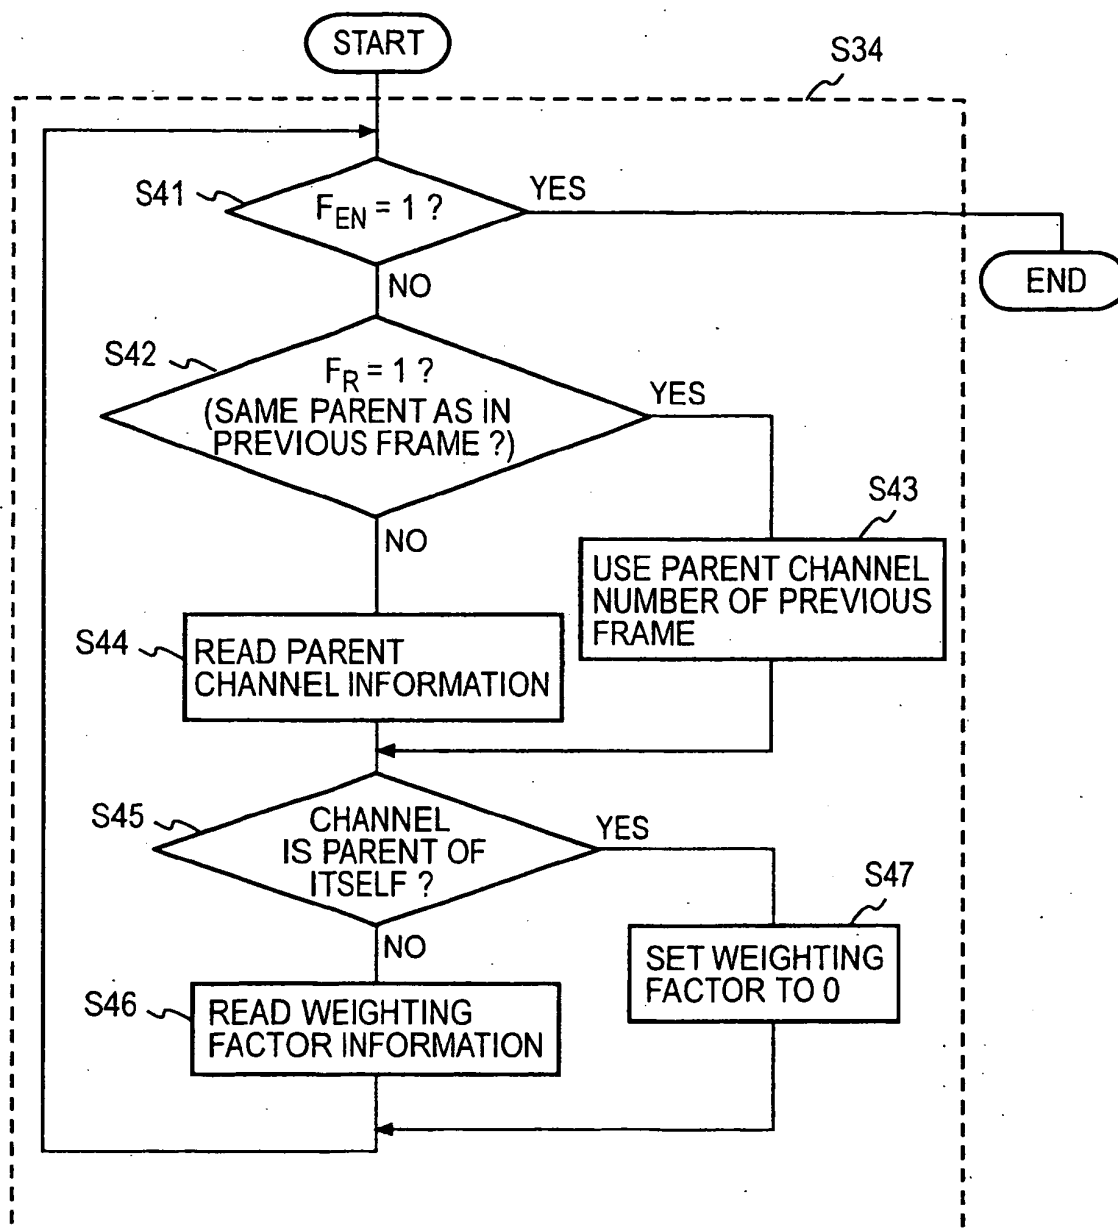 START
S34
S41
F_EN = 1 ?
YES
END
NO
S42
F_R = 1 ?
(SAME PARENT AS IN
PREVIOUS FRAME ?)
YES
NO
S43
USE PARENT CHANNEL
NUMBER OF PREVIOUS
FRAME
S44
READ PARENT
CHANNEL INFORMATION
S45
CHANNEL
IS PARENT OF
ITSELF ?
YES
NO
S47
SET WEIGHTING
FACTOR TO 0
S46
READ WEIGHTING
FACTOR INFORMATION